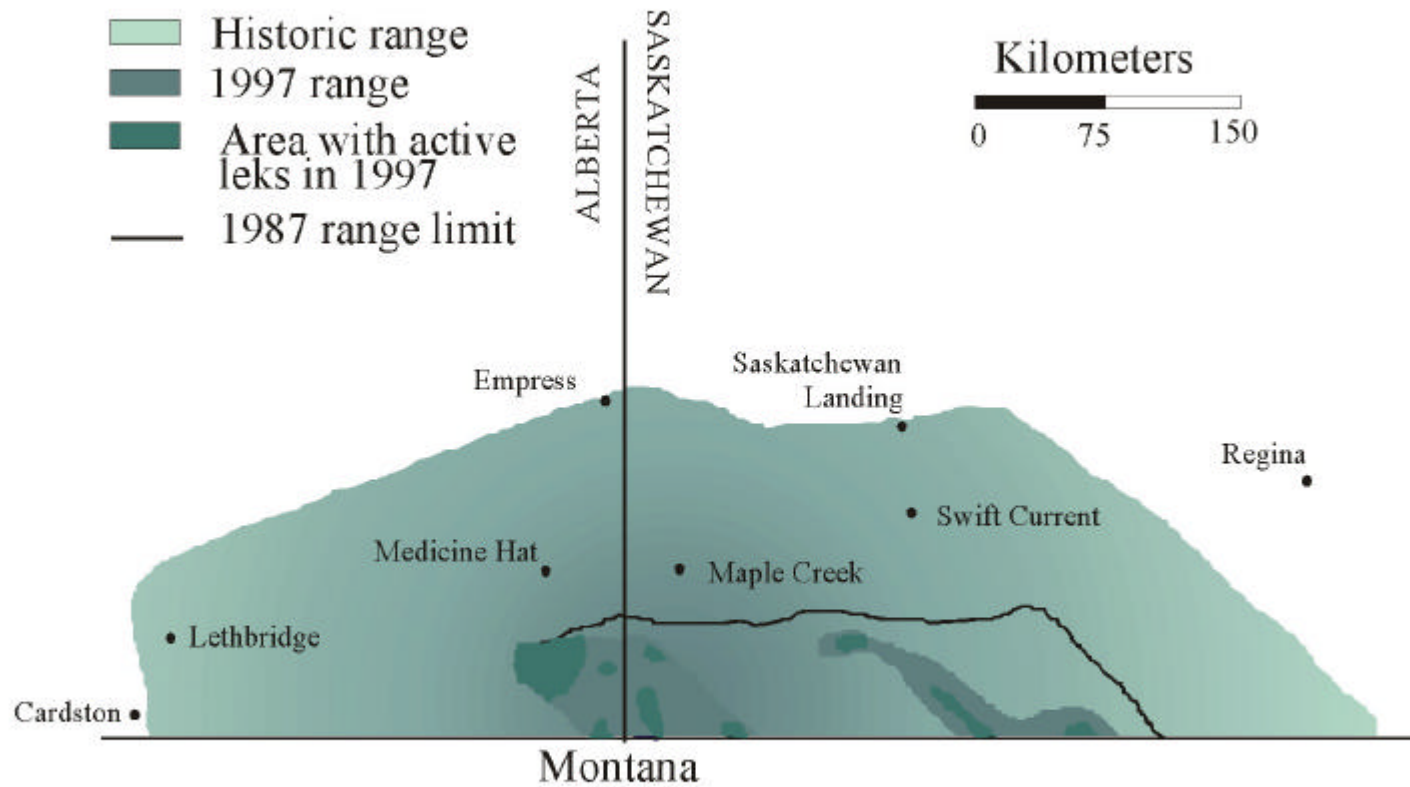 Historic range
1997 range
Area with active
leks in 1997
1987 range limit
ALBERTA
SASKATCHEWAN
Kilometers
0 75 150
Empress
Saskatchewan
Landing
Regina
Swift Current
Medicine Hat
Maple Creek
Lethbridge
Cardston
Montana